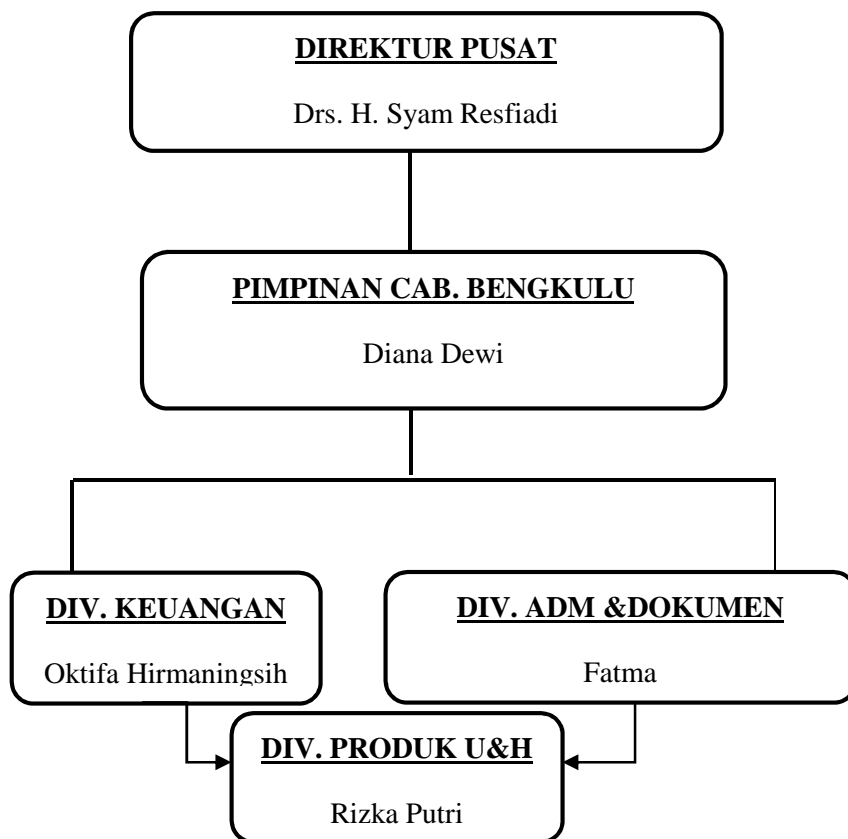 DIREKTUR PUSAT
Drs. H. Syam Resfiadi
PIMPINAN CAB. BENGKULU
Diana Dewi
DIV. KEUANGAN
Oktifa Hirmaningsih
DIV. ADM &DOKUMEN
Fatma
DIV. PRODUK U&H
Rizka Putri